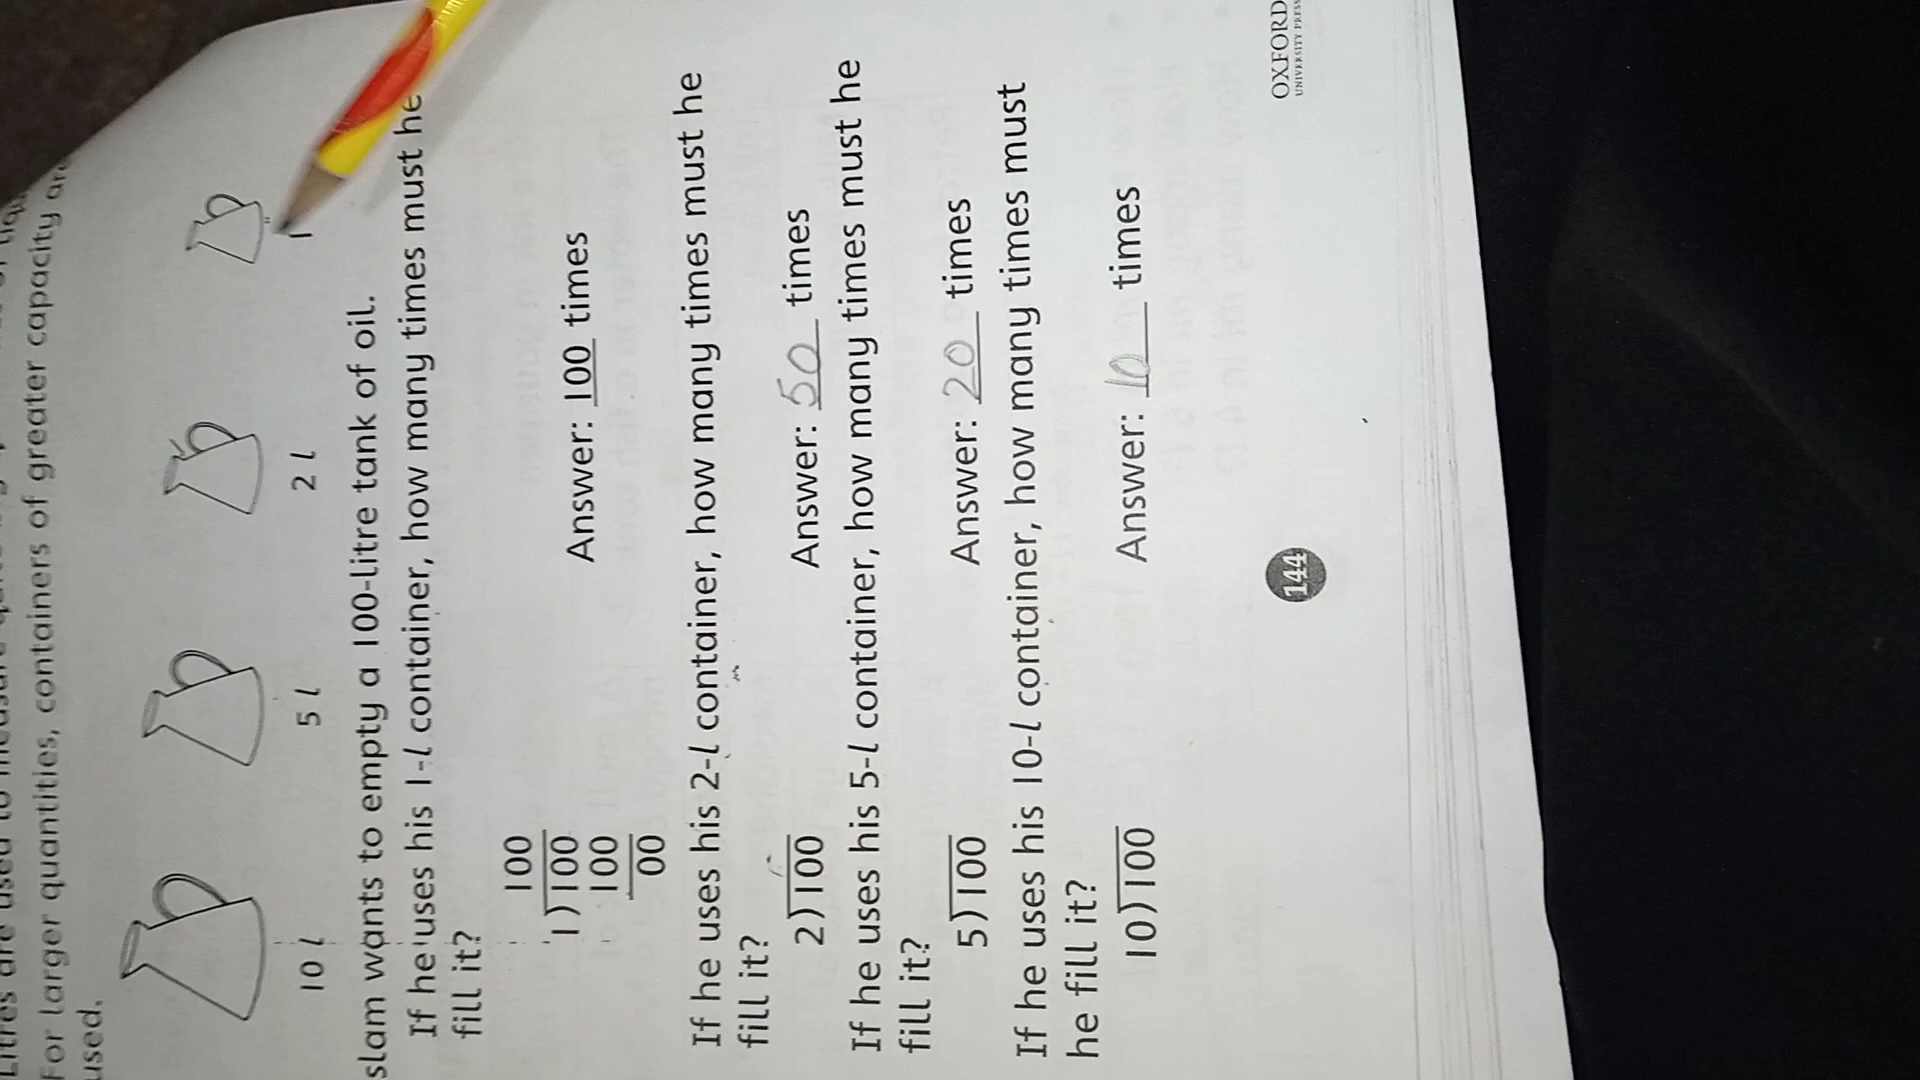 For larger quantities, containers of greater capacity are
used.
10 l 5 l 2 l 1
slam wants to empty a 100-litre tank of oil.
If he uses his 1-l container, how many times must he
fill it?
100
1)100
100
00
Answer: 100 times
If he uses his 2-l container, how many times must he
fill it?
2)100 Answer: 50 times
If he uses his 5-l container, how many times must he
fill it?
5)100 Answer: 20 times
If he uses his 10-l container, how many times must
he fill it?
10)100 Answer: 10 times
144
OXFORD
UNIVERSITY PRESS